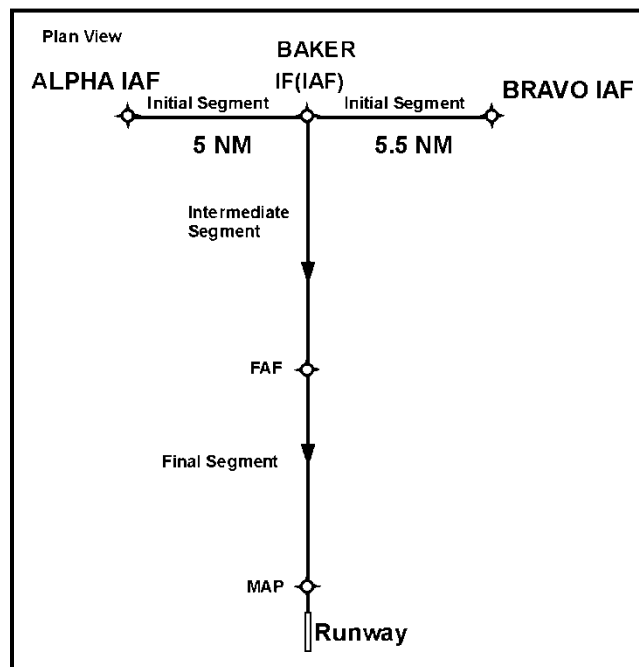 Plan View
BAKER
IF(IAF)
ALPHA IAF
Initial Segment
Initial Segment
BRAVO IAF
5 NM
5.5 NM
Intermediate
Segment
FAF
Final Segment
MAP
Runway